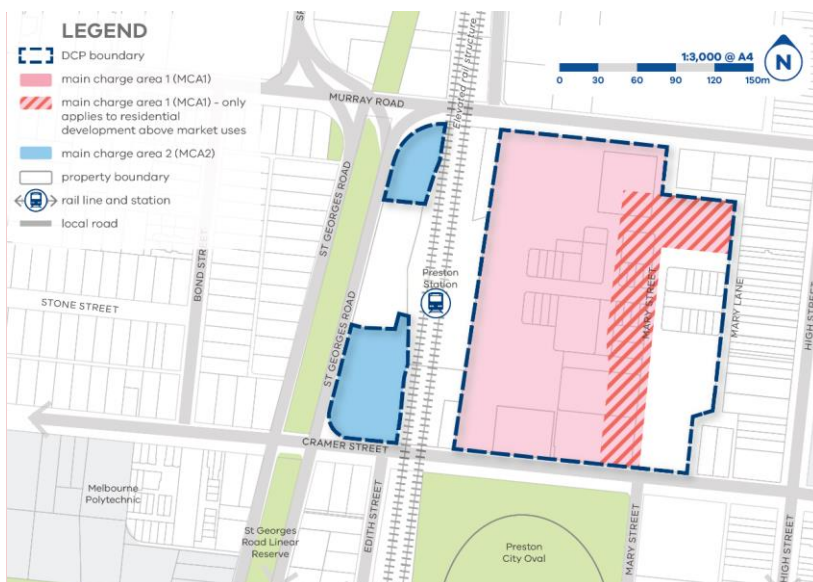 LEGEND
DCP boundary
main charge area 1 (MCA1)
main charge area 1 (MCA1) - only
applies to residential
development above market uses
main charge area 2 (MCA2)
property boundary
rail line and station
local road
SP
Elevated rail structure
1:3,000 @ A4
0 30 60 90 120 150m
N
MURRAY ROAD
ST GEORGES ROAD
BOND STR
STONE STREET
ST GEORGES ROAD
Preston
Station
MARY STREET
MARY LANE
HIGH STREE
CRAMER STREET
Melbourne
Polytechnic
St Georges
Road Linear
Reserve
EDITH STREET
Preston
City Oval
MARY STREET
HIGH STREET